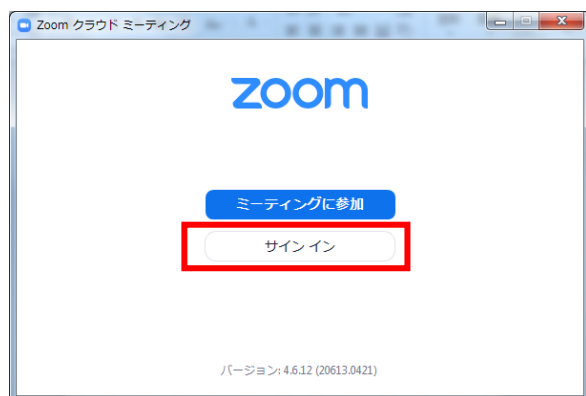 Zoom クラウド ミーティング
zoom
ミーティングに参加
サイン イン
バージョン: 4.6.12 (20613.0421)